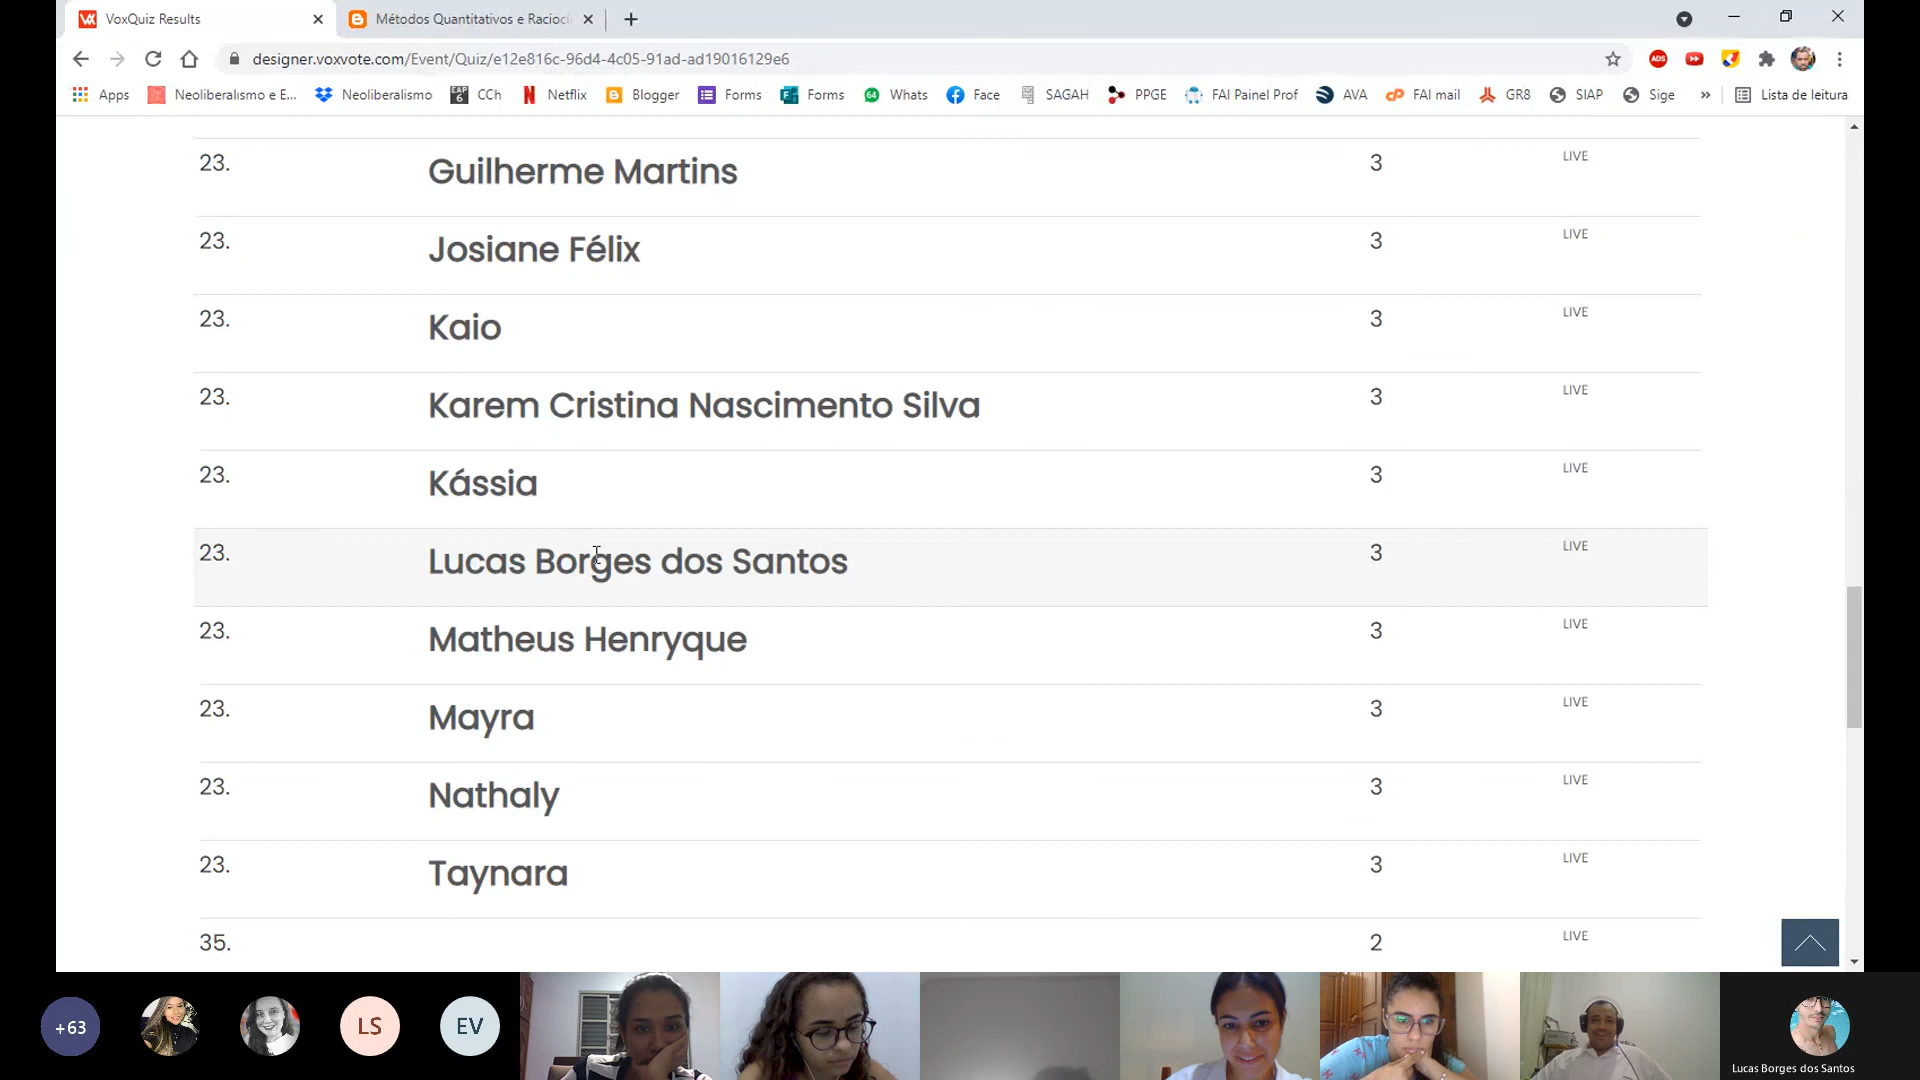 VoxQuiz Results
Métodos Quantitativos e Raciocí
designer.voxvote.com/Event/Quiz/e12e816c-96d4-4c05-91ad-ad19016129e6
Apps Neoliberalismo e E... Neoliberalismo CCh Netflix Blogger Forms Forms Whats Face SAGAH PPGE FAI Painel Prof AVA FAI mail GR8 SIAP Sige » Lista de leitura
23. Guilherme Martins 3 LIVE
23. Josiane Félix 3 LIVE
23. Kaio 3 LIVE
23. Karem Cristina Nascimento Silva 3 LIVE
23. Kássia 3 LIVE
23. Lucas Borges dos Santos 3 LIVE
23. Matheus Henryque 3 LIVE
23. Mayra 3 LIVE
23. Nathaly 3 LIVE
23. Taynara 3 LIVE
35. 2 LIVE
+63 LS EV
Lucas Borges dos Santos